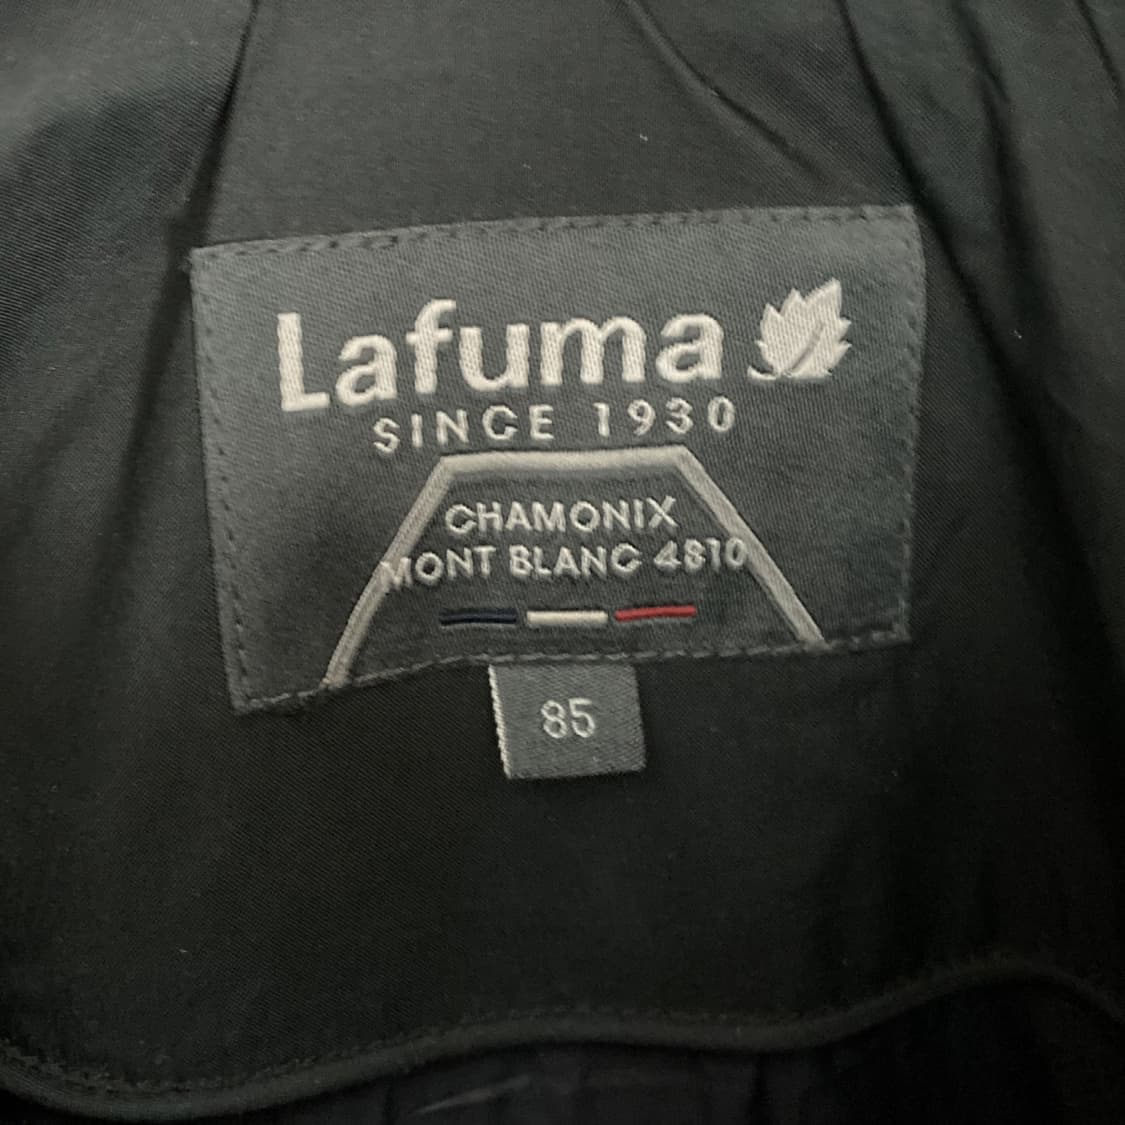 Lafuma
SINCE 1930
CHAMONIX
MONT BLANC 4810
85